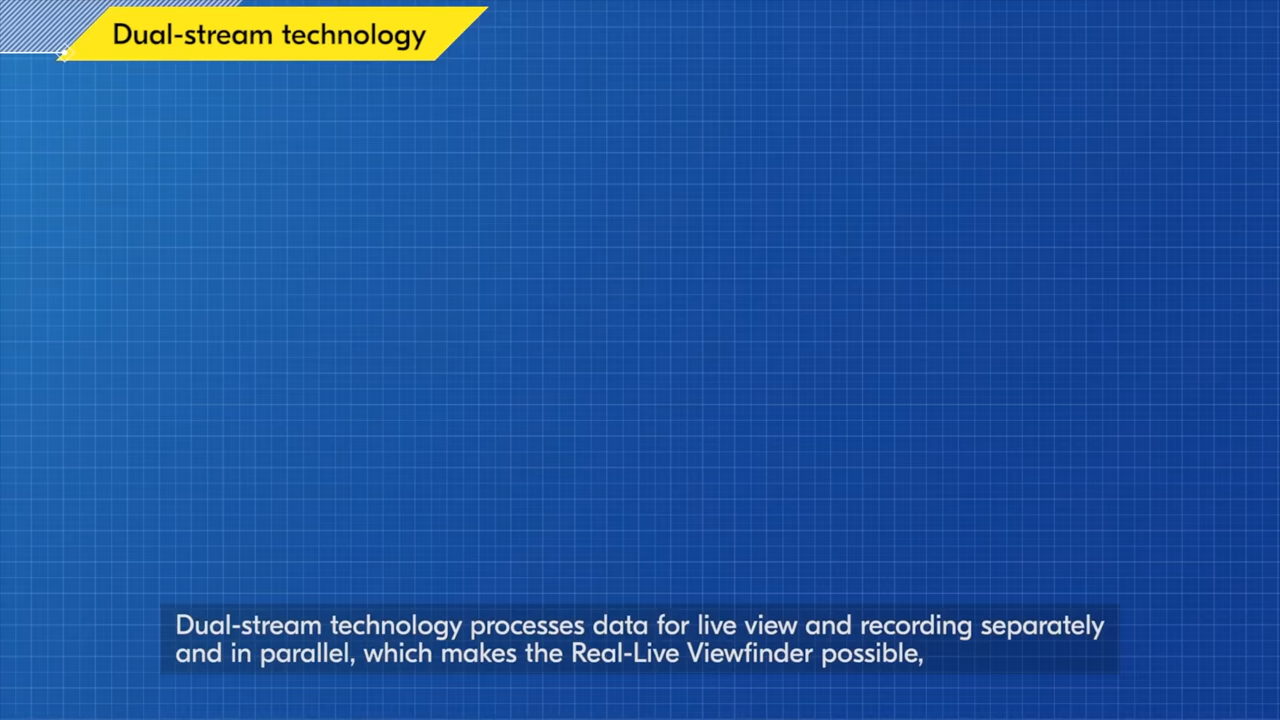 Dual-stream technology
Dual-stream technology processes data for live view and recording separately
and in parallel, which makes the Real-Live Viewfinder possible,